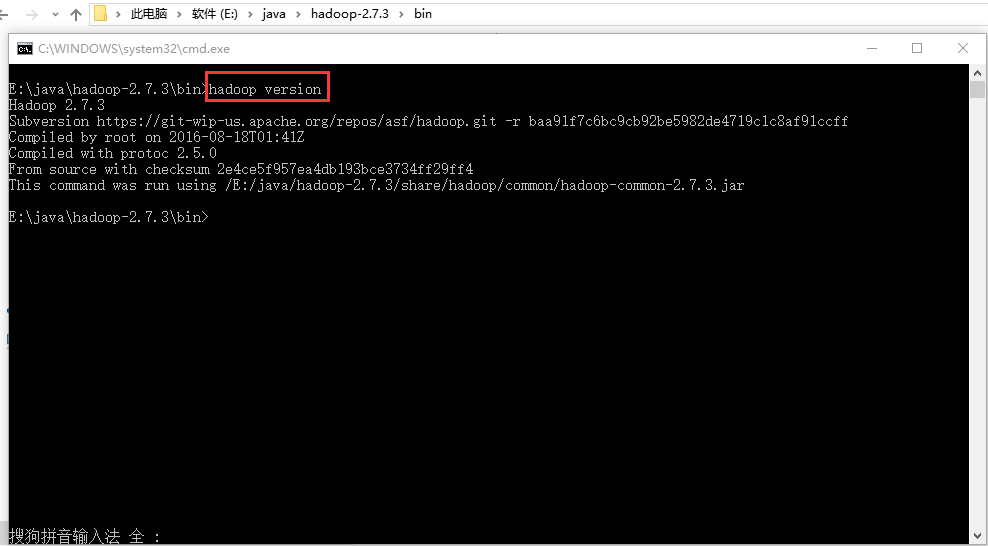 此电脑 > 软件 (E:) > java > hadoop-2.7.3 > bin
C:\WINDOWS\system32\cmd.exe
E:\java\hadoop-2.7.3\bin>hadoop version
Hadoop 2.7.3
Subversion https://git-wip-us.apache.org/repos/asf/hadoop.git -r baa91f7c6bc9cb92be5982de4719c1c8af91ccff
Compiled by root on 2016-08-18T01:41Z
Compiled with protoc 2.5.0
From source with checksum 2e4ce5f957ea4db193bce3734ff29ff4
This command was run using /E:/java/hadoop-2.7.3/share/hadoop/common/hadoop-common-2.7.3.jar
E:\java\hadoop-2.7.3\bin>
搜狗拼音输入法 全 :